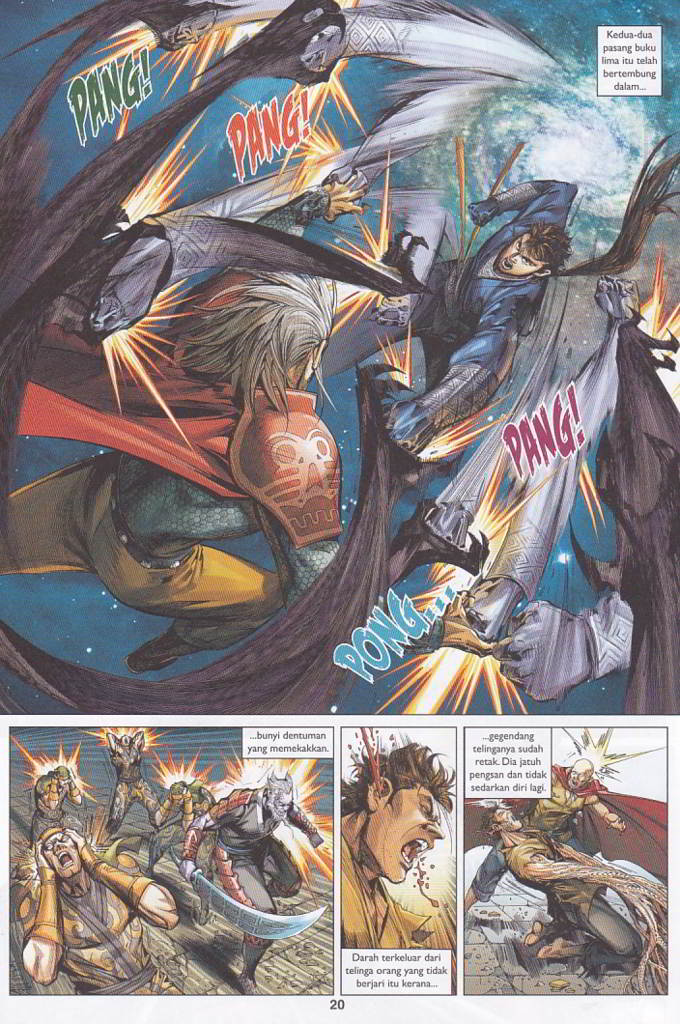 Kedua-dua
pasang buku
lima itu telah
bertembung
dalam...
PANG!
PANG!
PANG!
PONG....
...bunyi dentuman
yang memekakkan.
Darah terkeluar dari
telinga orang yang tidak
berjari itu kerana...
...gegendang
telinganya sudah
retak. Dia jatuh
pengsan dan tidak
sedarkan diri lagi.
20